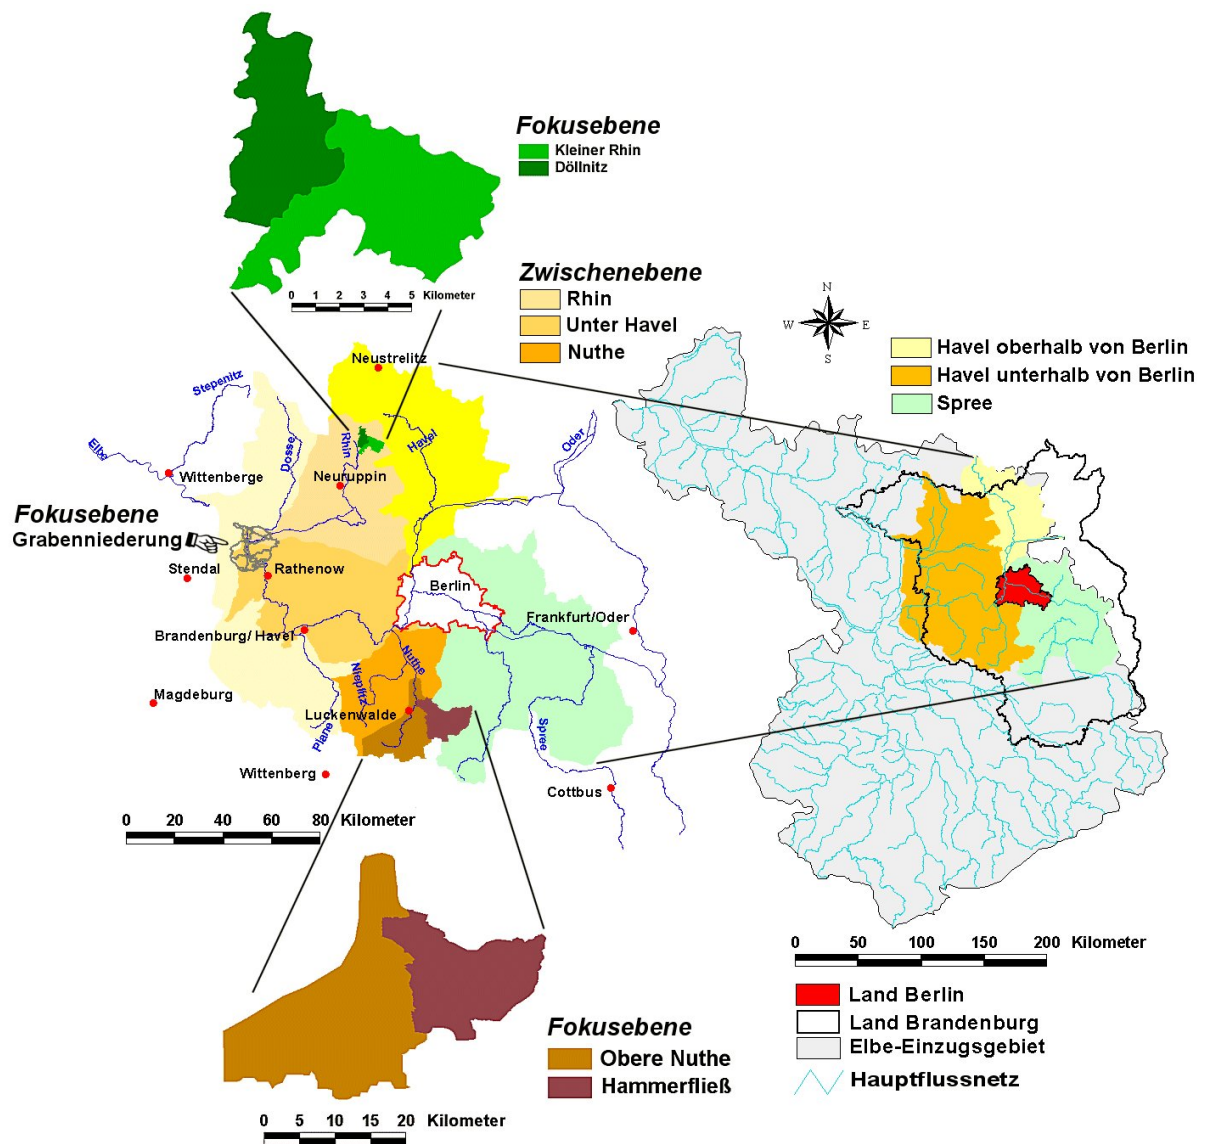 Fokusebene
Kleiner Rhin
Döllnitz
0 1 2 3 4 5 Kilometer
Zwischenebene
Rhin
Unter Havel
Nuthe
N
W E
S
Havel oberhalb von Berlin
Havel unterhalb von Berlin
Spree
Neustrelitz
Stepenitz
Elbe
Dosse
Rhin
Havel
Oder
Wittenberge
Neuruppin
Fokusebene
Grabenniederung
Stendal
Rathenow
Berlin
Frankfurt/Oder
Brandenburg/ Havel
Nuthe
Nieplitz
Magdeburg
Luckenwalde
Plane
Spree
Wittenberg
Cottbus
0 20 40 60 80 Kilometer
0 50 100 150 200 Kilometer
Land Berlin
Land Brandenburg
Elbe-Einzugsgebiet
Hauptflussnetz
Fokusebene
Obere Nuthe
Hammerfließ
0 5 10 15 20 Kilometer